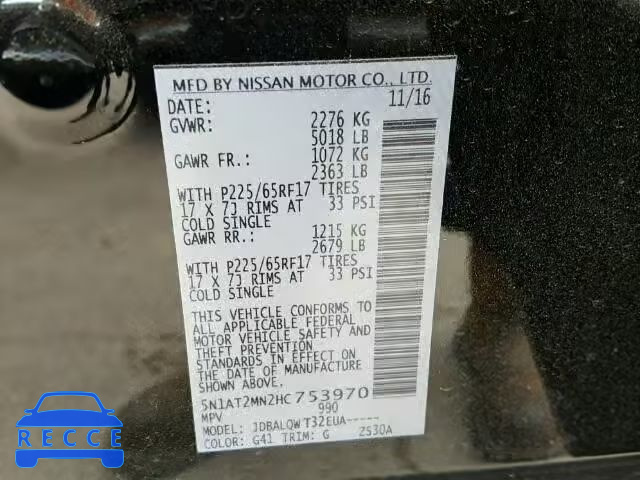 MFD BY NISSAN MOTOR CO., LTD.
DATE: 11/16
GVWR: 2276 KG
5018 LB
GAWR FR.: 1072 KG
2363 LB
WITH P225/65RF17 TIRES
17 X 7J RIMS AT 33 PSI
COLD SINGLE
GAWR RR.: 1215 KG
2679 LB
WITH P225/65RF17 TIRES
17 X 7J RIMS AT 33 PSI
COLD SINGLE
THIS VEHICLE CONFORMS TO
ALL APPLICABLE FEDERAL
MOTOR VEHICLE SAFETY AND
THEFT PREVENTION
STANDARDS IN EFFECT ON
THE DATE OF MANUFACTURE
SHOWN ABOVE.
5N1AT2MN2HC753970
MPV 990
MODEL: JDBALQWT32EUA-----
COLOR: G41 TRIM: G ZS30A
RECCE